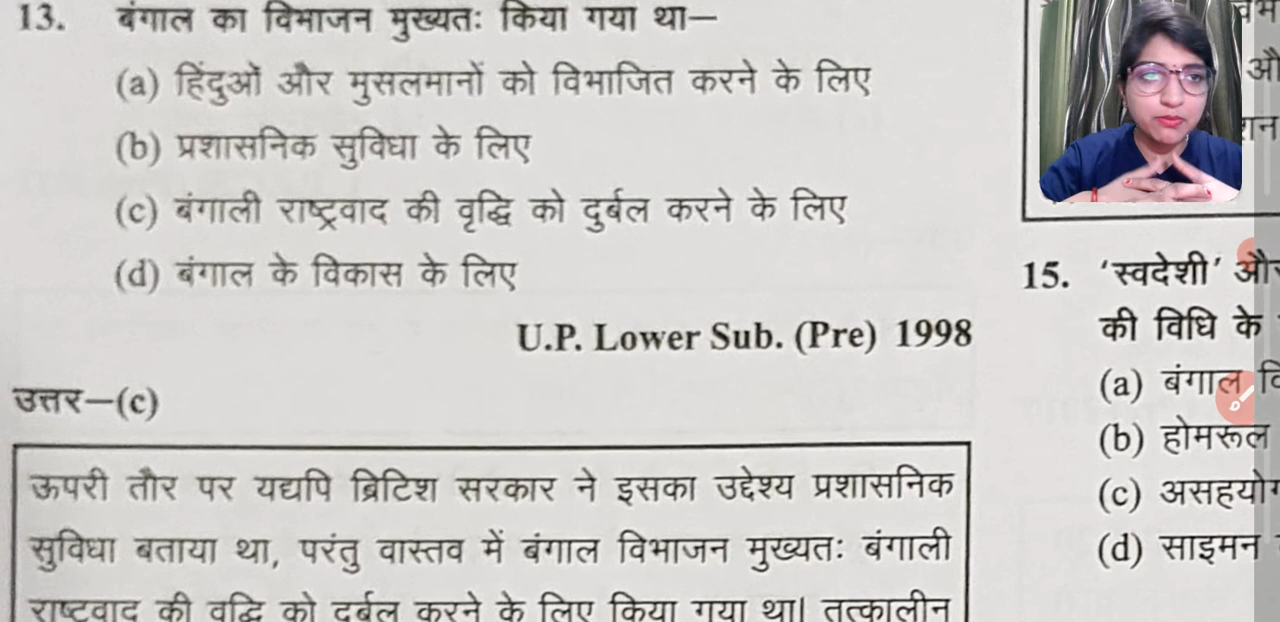 13. बंगाल का विभाजन मुख्यतः किया गया था—
(a) हिंदुओं और मुसलमानों को विभाजित करने के लिए
(b) प्रशासनिक सुविधा के लिए
(c) बंगाली राष्ट्रवाद की वृद्धि को दुर्बल करने के लिए
(d) बंगाल के विकास के लिए
U.P. Lower Sub. (Pre) 1998
उत्तर—(c)
ऊपरी तौर पर यद्यपि ब्रिटिश सरकार ने इसका उद्देश्य प्रशासनिक
सुविधा बताया था, परंतु वास्तव में बंगाल विभाजन मुख्यतः बंगाली
राष्ट्रवाद की वृद्धि को दुर्बल करने के लिए किया गया था। तत्कालीन
15. 'स्वदेशी' और
की विधि के
(a) बंगाल
(b) होमरूल
(c)
(d) साइमन